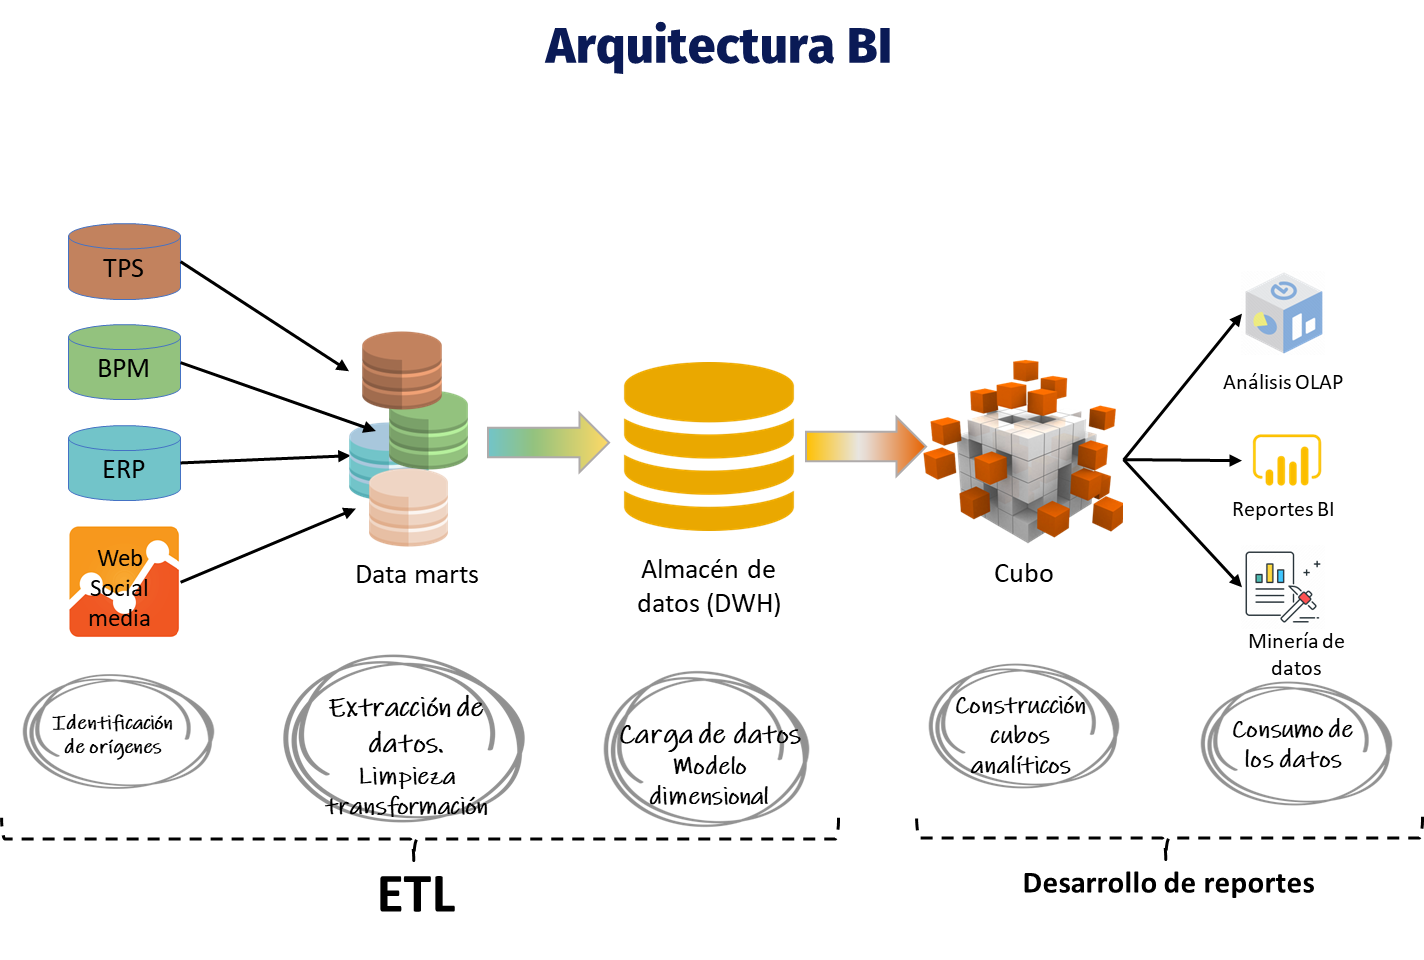 Arquitectura BI
TPS
BPM
ERP
Web
Social
media
Data marts
Almacén de
datos (DWH)
Cubo
Análisis OLAP
Reportes BI
Minería de
datos
Identificación
de orígenes
Extracción de
datos.
Limpieza
transformación
Carga de datos
Modelo
dimensional
Construcción
cubos
analíticos
Consumo de
los datos
ETL
Desarrollo de reportes